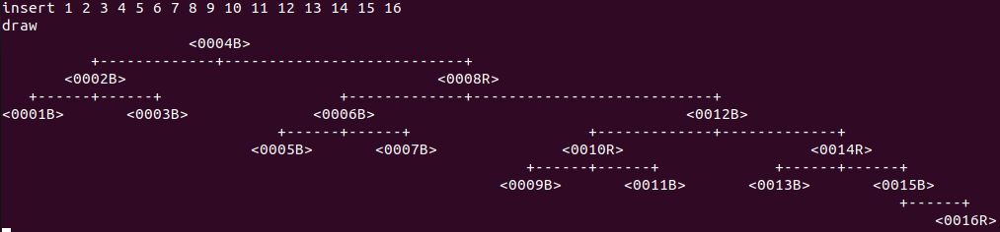 insert 1 2 3 4 5 6 7 8 9 10 11 12 13 14 15 16
draw
<0004B>
+-------------+---------------------------+
<0002B> <0008R>
+------+------+ +-------------+---------------------------+
<0001B> <0003B> <0006B> <0012B>
+------+------+ +-------------+-------------+
<0005B> <0007B> <0010R> <0014R>
+------+------+ +------+------+
<0009B> <0011B> <0013B> <0015B>
+------+
<0016R>